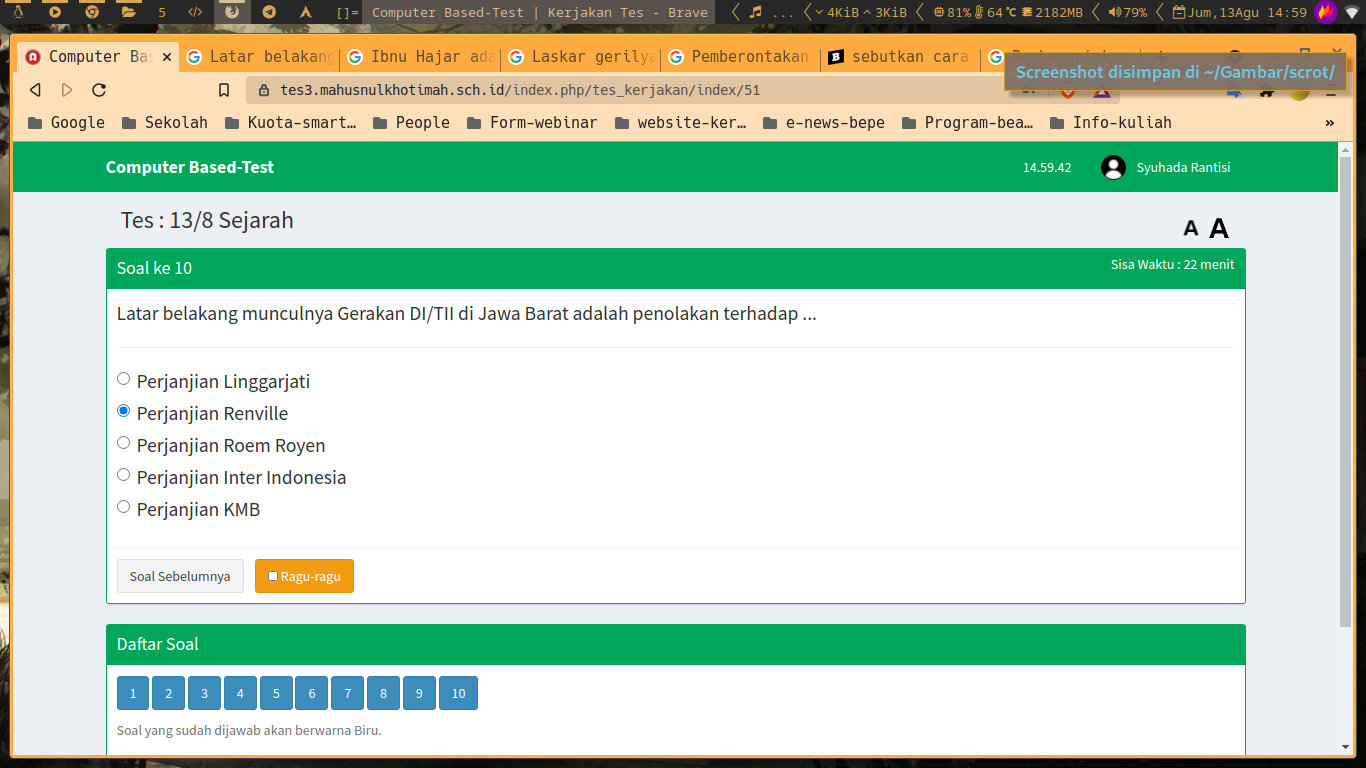 5 </> []= Computer Based-Test | Kerjakan Tes - Brave ... 4KiB 3KiB 81% 64 °C 2182MB 79% Jum,13Agu 14:59
Computer Bas Latar belakang Ibnu Hajar ada Laskar gerilya Pemberontakan sebutkan cara
Screenshot disimpan di ~/Gambar/scrot/
tes3.mahusnulkhotimah.sch.id/index.php/tes_kerjakan/index/51
Google Sekolah Kuota-smart... People Form-webinar website-ker... e-news-bepe Program-bea... Info-kuliah »
Computer Based-Test 14.59.42 Syuhada Rantisi
Tes : 13/8 Sejarah A A
Soal ke 10 Sisa Waktu : 22 menit
Latar belakang munculnya Gerakan DI/TII di Jawa Barat adalah penolakan terhadap ...
Perjanjian Linggarjati
Perjanjian Renville
Perjanjian Roem Royen
Perjanjian Inter Indonesia
Perjanjian KMB
Soal Sebelumnya Ragu-ragu
Daftar Soal
1 2 3 4 5 6 7 8 9 10
Soal yang sudah dijawab akan berwarna Biru.